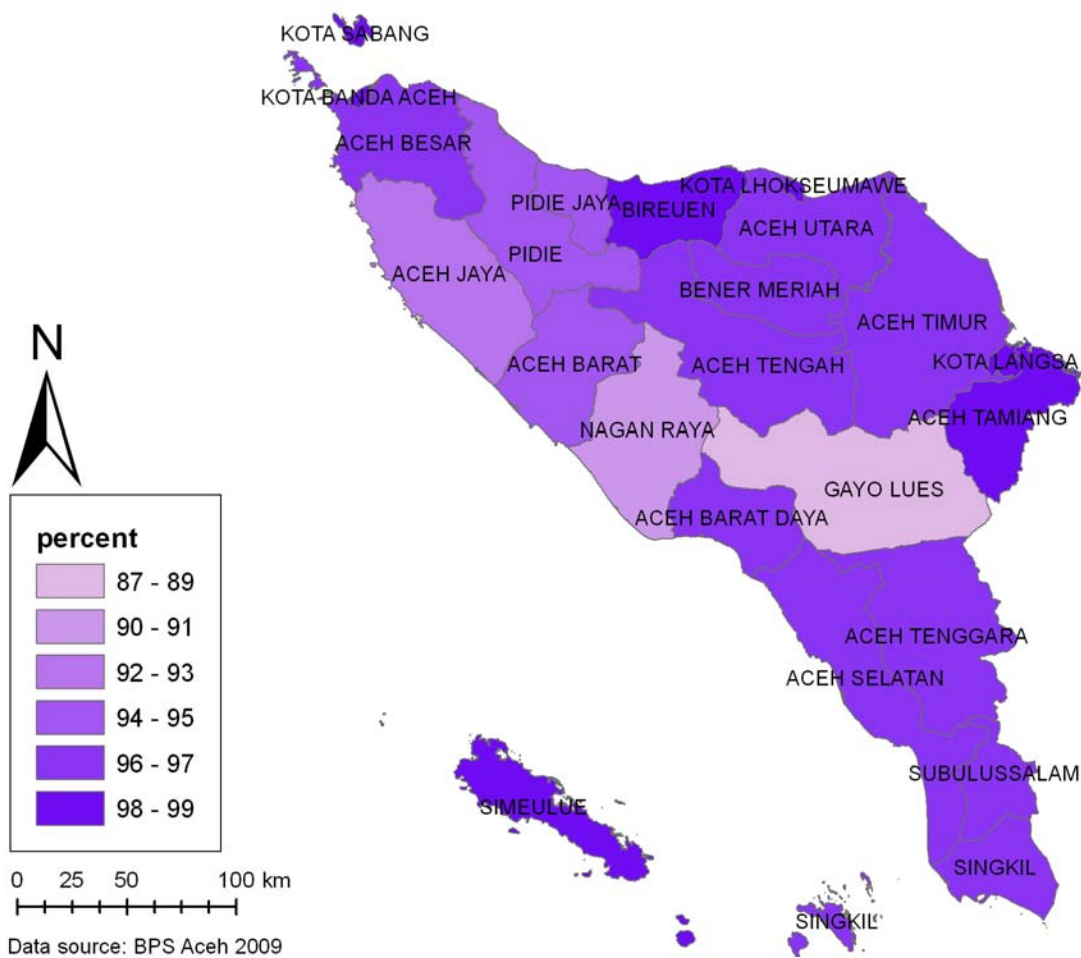 KOTA SABANG
KOTA BANDA ACEH
ACEH BESAR
PIDIE JAYA
KOTA LHOKSEUMAWE
BIREUEN
ACEH UTARA
PIDIE
ACEH JAYA
BENER MERIAH
ACEH TIMUR
ACEH BARAT
ACEH TENGAH
KOTA LANGSA
ACEH TAMIANG
NAGAN RAYA
GAYO LUES
ACEH BARAT DAYA
ACEH TENGGARA
ACEH SELATAN
SUBULUSSALAM
SIMEULUE
SINGKIL
SINGKIL
N
percent
87 - 89
90 - 91
92 - 93
94 - 95
96 - 97
98 - 99
0 25 50 100 km
Data source: BPS Aceh 2009